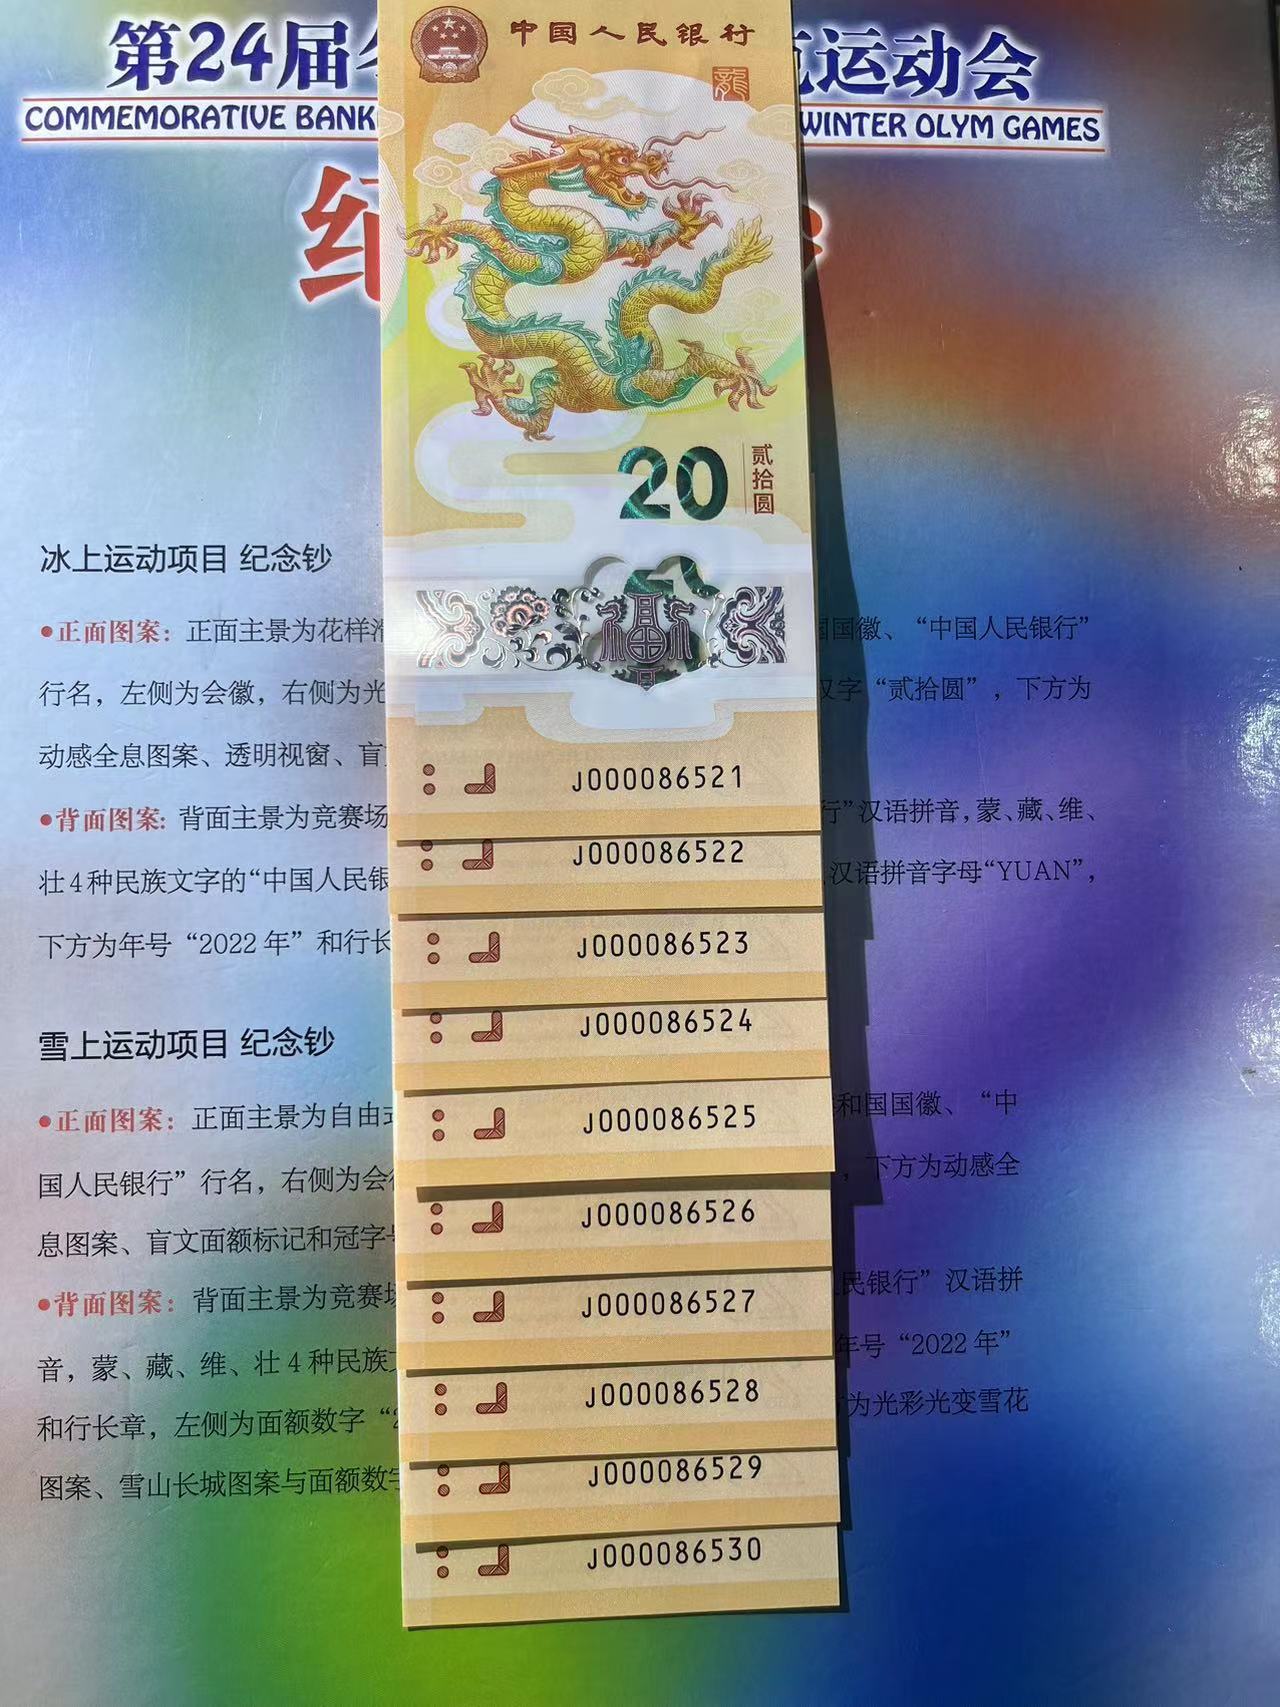 第24届
运动会
COMMEMORATIVE BANK
WINTER OLYM GAMES
纪
中国人民银行
龍
20
贰拾圆
冰上运动项目 纪念钞
•正面图案：正面主景为花样
国徽、“中国人民银行”
行名，左侧为会徽，右侧为光
汉字“贰拾圆”，下方为
动感全息图案、透明视窗、盲
•背面图案：背面主景为竞赛场
行”汉语拼音，蒙、藏、维、
壮4种民族文字的“中国人民银
汉语拼音字母“YUAN”，
下方为年号“2022年”和行长
雪上运动项目 纪念钞
•正面图案：正面主景为自由式
和国国徽、“中
国人民银行”行名，右侧为会
，下方为动感全
息图案、盲文面额标记和冠字
•背面图案：背面主景为竞赛场
民银行”汉语拼
音，蒙、藏、维、壮4种民族
年号“2022年”
和行长章，左侧为面额数字“
为光彩光变雪花
图案、雪山长城图案与面额数字
J000086521
J000086522
J000086523
J000086524
J000086525
J000086526
J000086527
J000086528
J000086529
J000086530